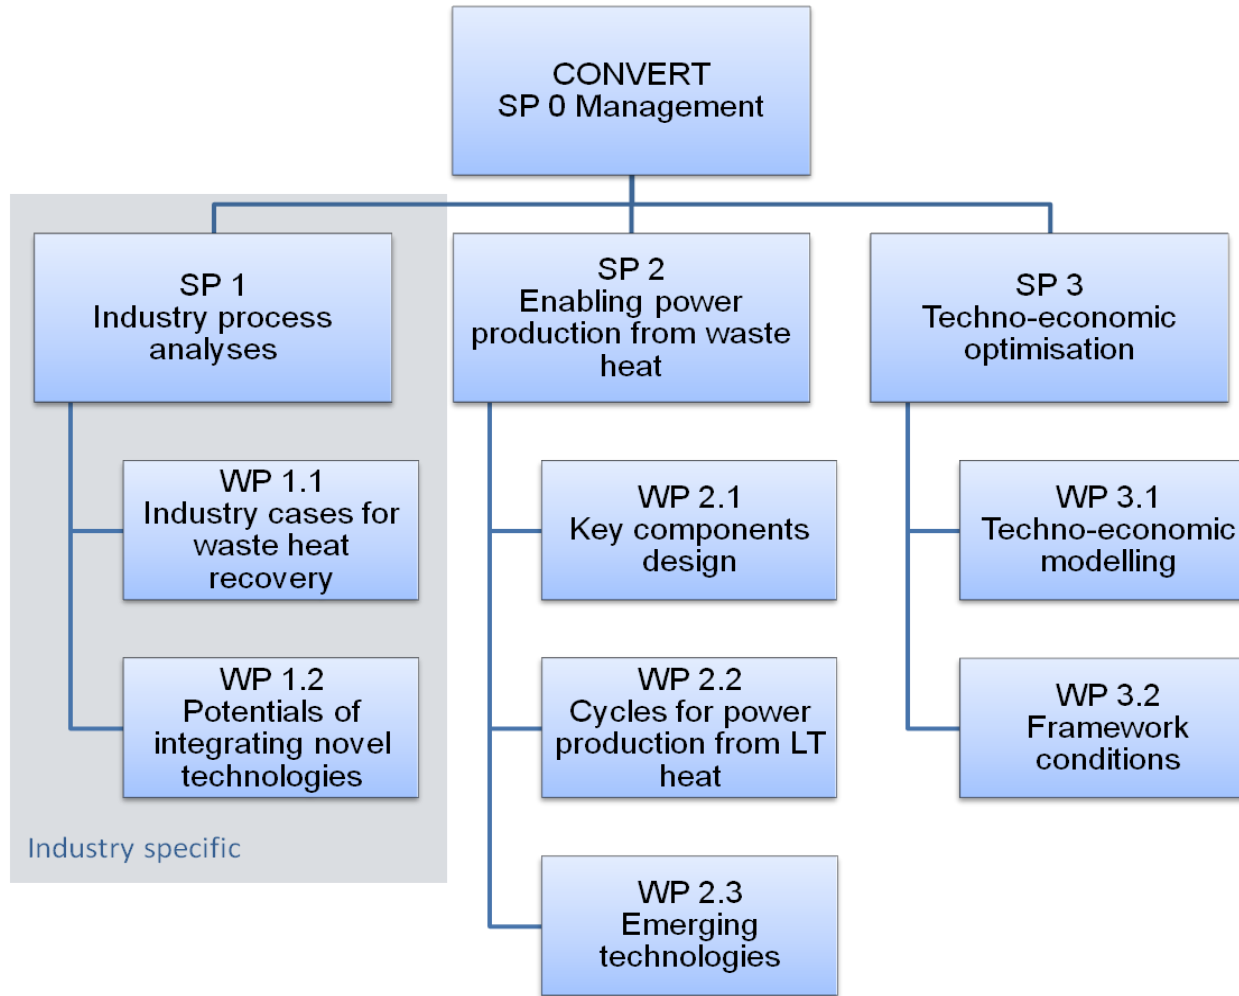 CONVERT
SP 0 Management
SP 1
Industry process
analyses
SP 2
Enabling power
production from waste
heat
SP 3
Techno-economic
optimisation
WP 1.1
Industry cases for
waste heat
recovery
WP 2.1
Key components
design
WP 3.1
Techno-economic
modelling
WP 1.2
Potentials of
integrating novel
technologies
WP 2.2
Cycles for power
production from LT
heat
WP 3.2
Framework
conditions
Industry specific
WP 2.3
Emerging
technologies